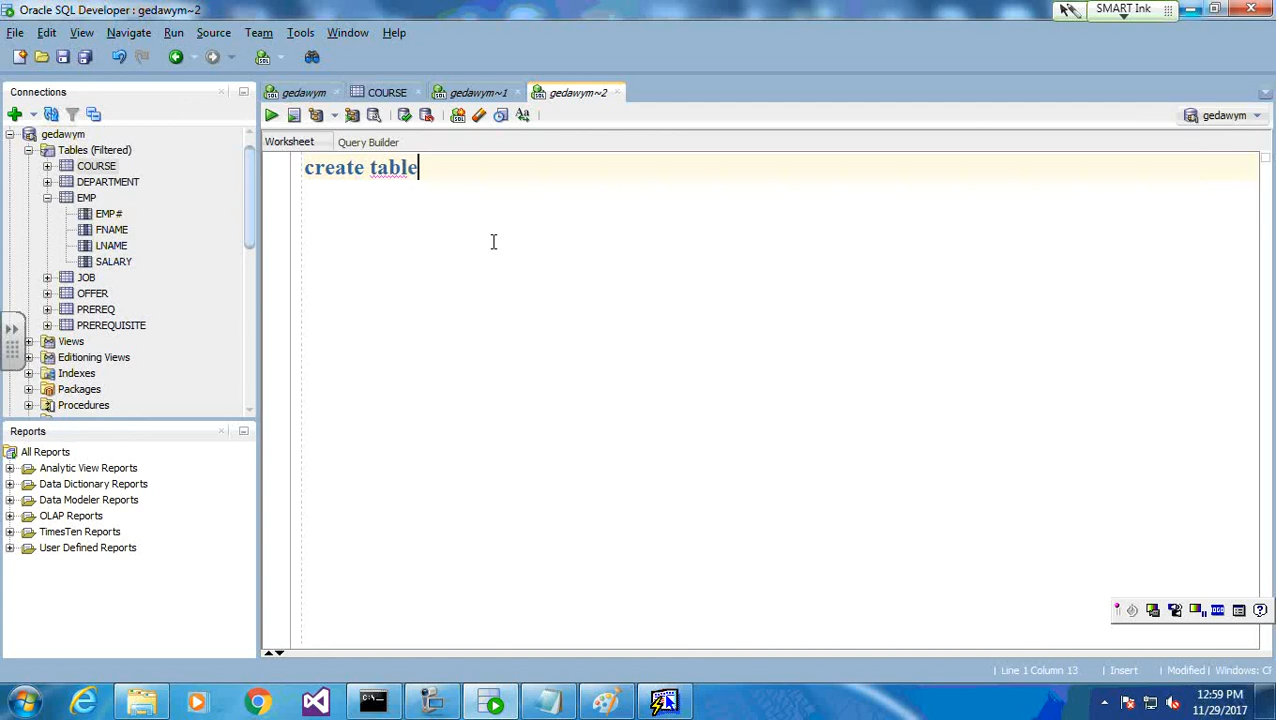 Oracle SQL Developer : gedawym~2
SMART Ink
File Edit View Navigate Run Source Team Tools Window Help
Connections
gedawym
COURSE
gedawym~1
gedawym~2
gedawym
Worksheet
Query Builder
gedawym
Tables (Filtered)
COURSE
DEPARTMENT
EMP
EMP#
FNAME
LNAME
SALARY
JOB
OFFER
PREREQ
PREREQUISITE
Views
Editioning Views
Indexes
Packages
Procedures
create table
Reports
All Reports
Analytic View Reports
Data Dictionary Reports
Data Modeler Reports
OLAP Reports
TimesTen Reports
User Defined Reports
Line 1 Column 13
Insert
Modified
Windows: CF
12:59 PM
11/29/2017